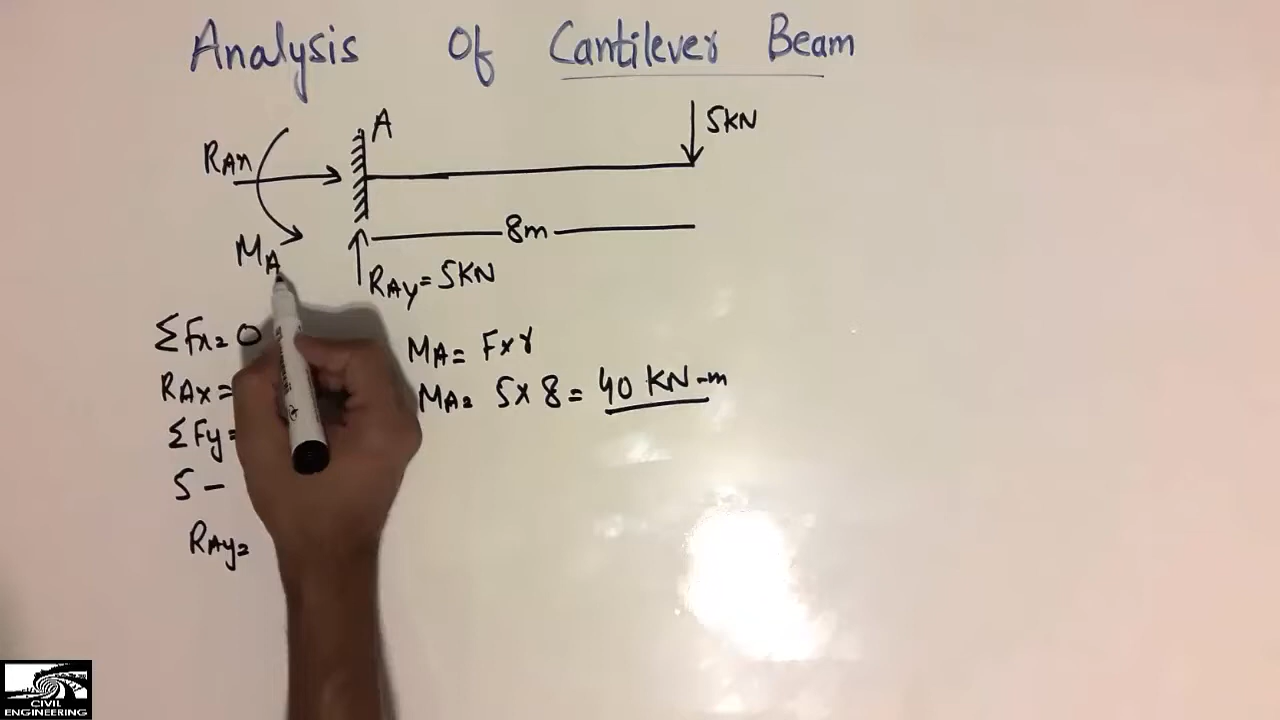 Analysis Of Cantilever Beam
A
5KN
RAx
8m
MA
RAy=5KN
ΣFx=0
MA= F×r
RAx=
MA= 5×8= 40 KN-m
ΣFy=
5 -
RAy=
CIVIL
ENGINEERING